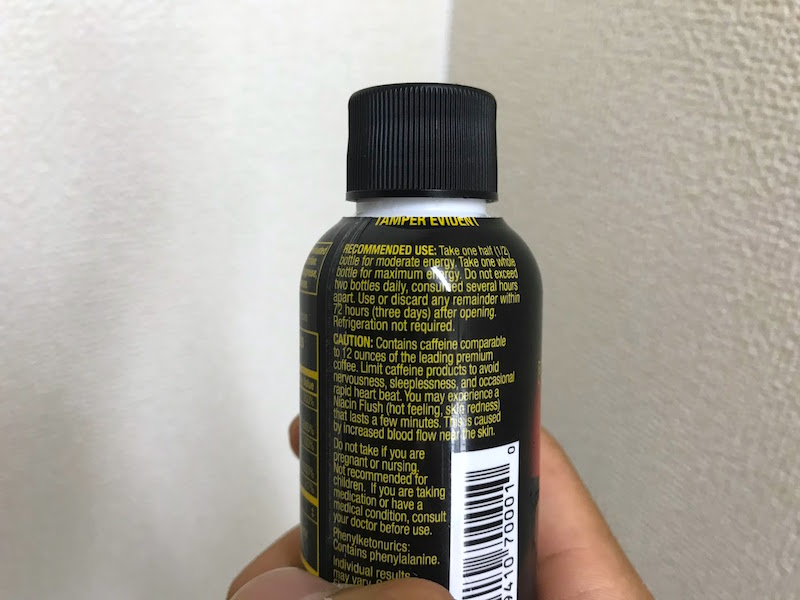 TAMPER EVIDENT
RECOMMENDED USE: Take one half (1/2)
bottle for moderate energy. Take one whole
bottle for maximum energy. Do not exceed
two bottles daily, consumed several hours
apart. Use or discard any remainder within
72 hours (three days) after opening.
Refrigeration not required.
CAUTION: Contains caffeine comparable
to 12 ounces of the leading premium
coffee. Limit caffeine products to avoid
nervousness, sleeplessness, and occasional
rapid heart beat. You may experience a
Niacin Flush (hot feeling, skin redness)
that lasts a few minutes. This is caused
by increased blood flow near the skin.
Do not take if you are
pregnant or nursing.
Not recommended for
children. If you are taking
medication or have a
medical condition, consult
your doctor before use.
Phenylketonurics:
Contains phenylalanine.
Individual results
may vary.
9410 70001 0